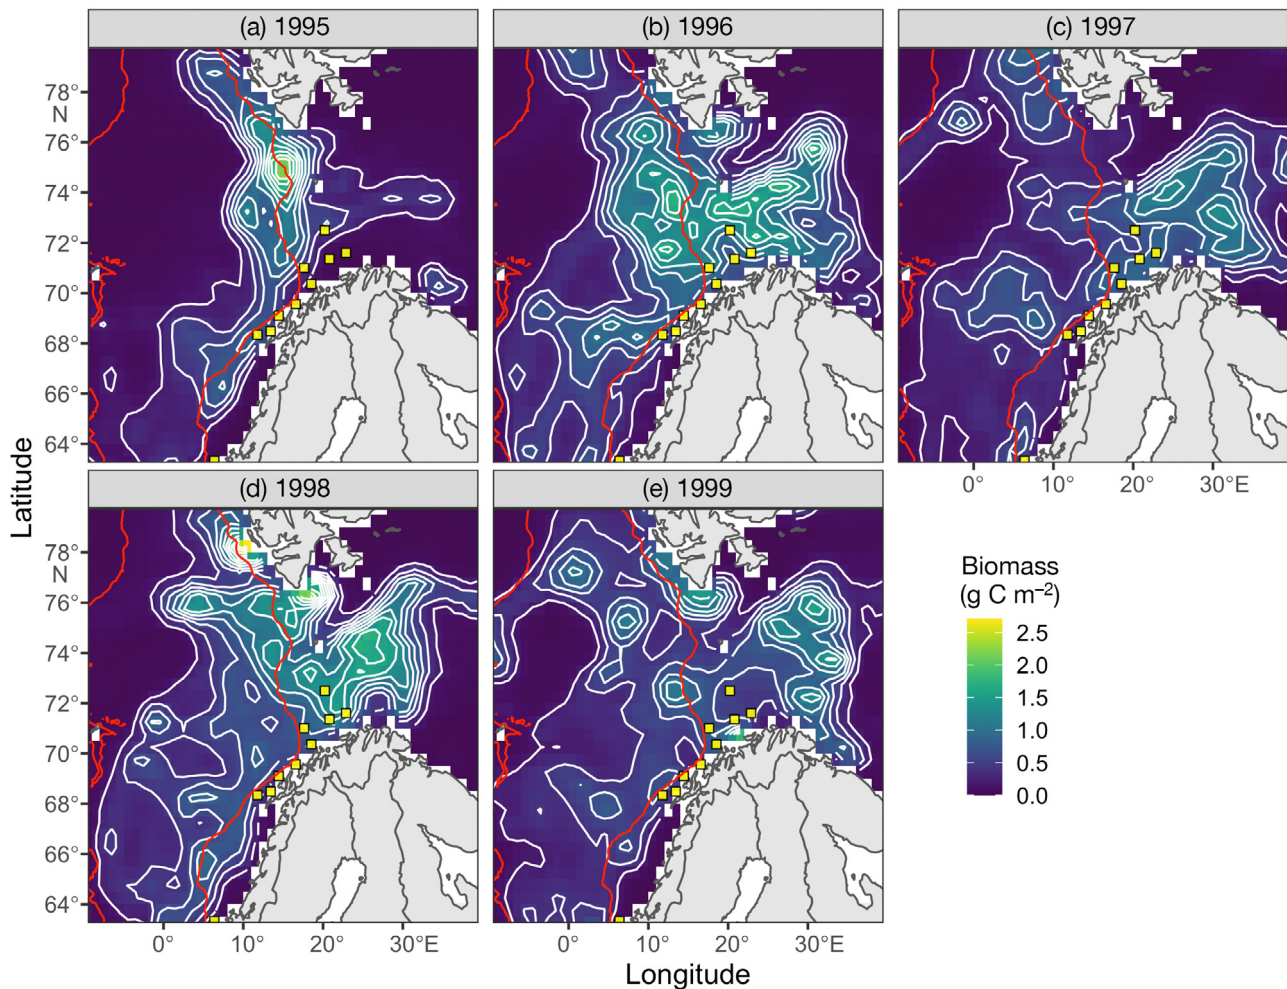 (a) 1995
(b) 1996
(c) 1997
78°
N
76°
74°
72°
70°
68°
66°
64°
0°
10°
20°
30°E
(d) 1998
(e) 1999
78°
N
76°
74°
72°
70°
68°
66°
64°
0°
10°
20°
30°E
0°
10°
20°
30°E
Latitude
Longitude
Biomass
(g C m⁻²)
2.5
2.0
1.5
1.0
0.5
0.0